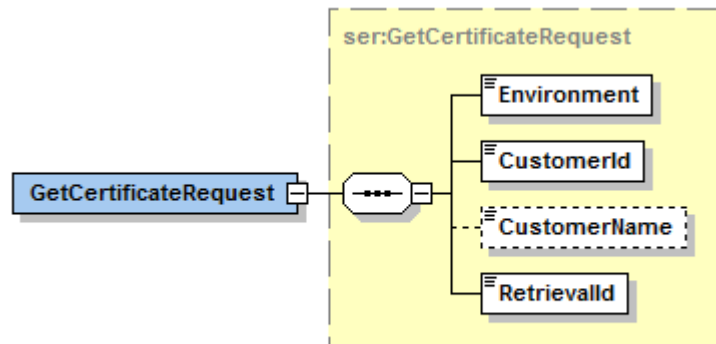 ser:GetCertificateRequest
Environment
CustomerId
GetCertificateRequest
CustomerName
RetrievalId